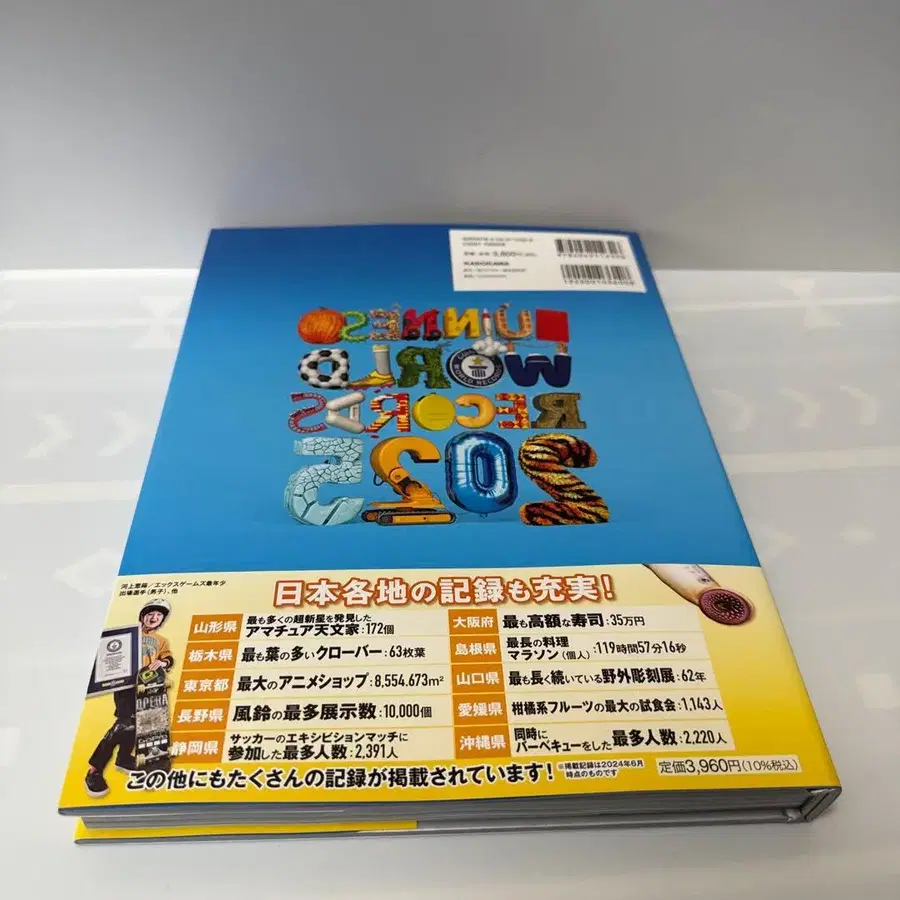 KADOKAWA
GUINNESS
WORLD
RECORDS
2025
河上恵蒔／エックスゲームズ最年少
出場選手(男子)、他
日本各地の記録も充実!
山形県 最も多くの超新星を発見した
アマチュア天文家:172個
栃木県 最も葉の多いクローバー:63枚葉
東京都 最大のアニメショップ:8,554.673m²
長野県 風鈴の最多展示数:10,000個
静岡県 サッカーのエキシビションマッチに
参加した最多人数:2,391人
大阪府 最も高額な寿司:35万円
島根県 最長の料理
マラソン(個人):119時間57分16秒
山口県 最も長く続いている野外彫刻展:62年
愛媛県 柑橘系フルーツの最大の試食会:1,143人
沖縄県 同時に
バーベキューをした最多人数:2,220人
この他にもたくさんの記録が掲載されています!
※掲載記録は2024年6月
時点のものです
定価3,960円(10%税込)